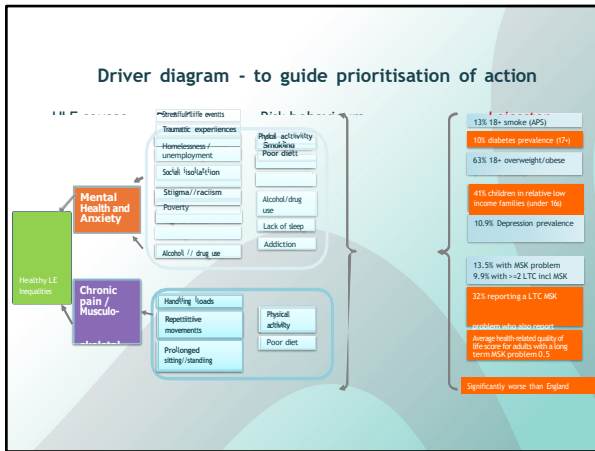 Driver diagram - to guide prioritisation of action
Stressful life events
Traumatic experiences
Homelessness /
unemployment
Social isolation
Stigma//raciism
Poverty
Alcohol // drug use
Physical activity
Smoking
Poor diett
Alcohol/drug
use
Lack of sleep
Addiction
Mental
Health and
Anxiety
Healthy LE
Inequalities
Chronic
pain /
Musculo-
skeletal
Handling loads
Repetitive
movements
Prolonged
sitting//standing
Physical
activity
Poor diet
13% 18+ smoke (APS)
10% diabetes prevalence (17+)
63% 18+ overweight/obese
41% children in relative low
income families (under 16s)
10.9% Depression prevalence
13.5% with MSK problem
9.9% with >=2 LTC incl MSK
32% reporting a LTC MSK
problem who also report
Average health-related quality of
life score for adults with a long
term MSK problem 0.5
Significantly worse than England